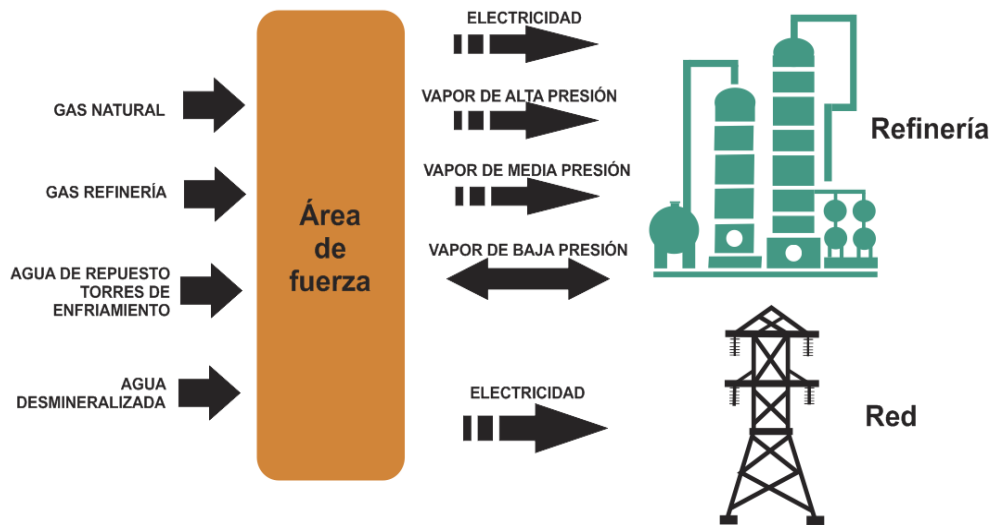 GAS NATURAL
GAS REFINERÍA
AGUA DE REPUESTO
TORRES DE
ENFRIAMIENTO
AGUA
DESMINERALIZADA
Área
de
fuerza
ELECTRICIDAD
VAPOR DE ALTA PRESIÓN
VAPOR DE MEDIA PRESIÓN
VAPOR DE BAJA PRESIÓN
ELECTRICIDAD
Refinería
Red